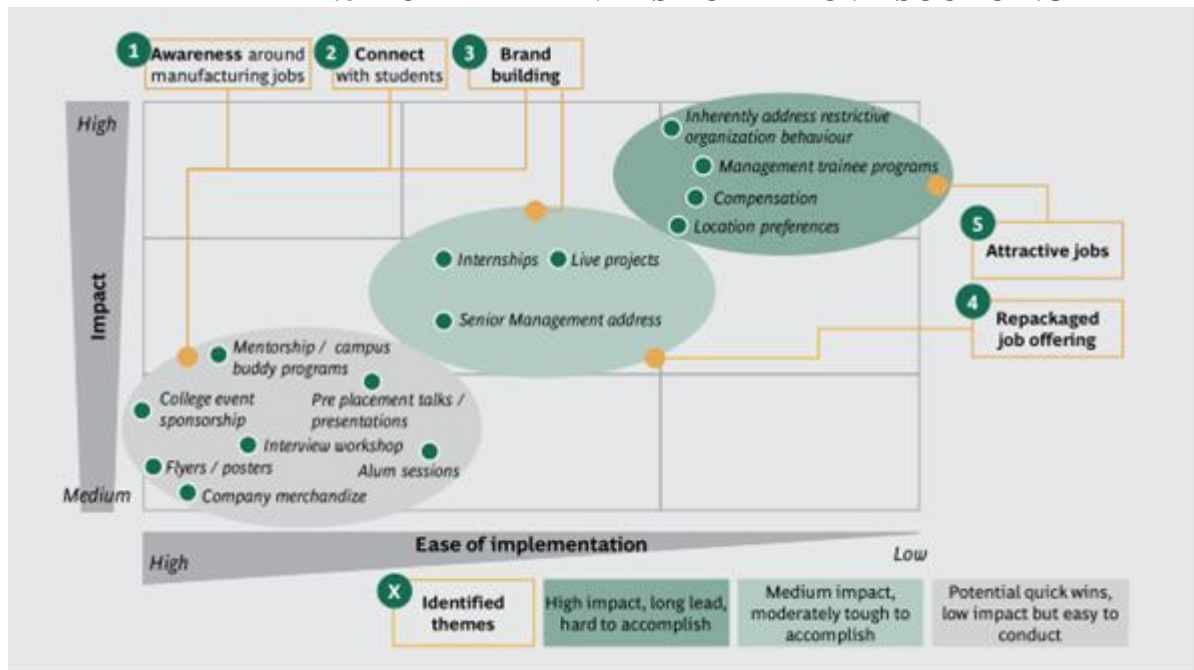 1
Awareness around
manufacturing jobs
2
Connect
with students
3
Brand
building
High
Inherently address restrictive
organization behaviour
Management trainee programs
Compensation
Location preferences
5
Attractive jobs
Internships
Live projects
Senior Management address
4
Repackaged
job offering
Impact
Mentorship / campus
buddy programs
College event
sponsorship
Pre placement talks /
presentations
Interview workshop
Flyers / posters
Alum sessions
Company merchandize
Medium
High
Ease of implementation
Low
X
Identified
themes
High impact, long lead,
hard to accomplish
Medium impact,
moderately tough to
accomplish
Potential quick wins,
low impact but easy to
conduct